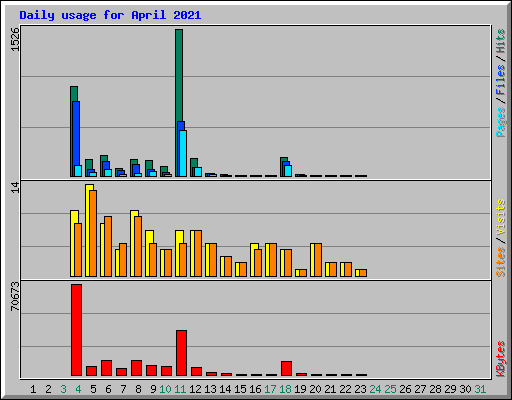 Daily usage for April 2021
1526
14
70673
Pages / Files / Hits
Sites / Visits
KBytes
1 2 3 4 5 6 7 8 9 10 11 12 13 14 15 16 17 18 19 20 21 22 23 24 25 26 27 28 29 30 31